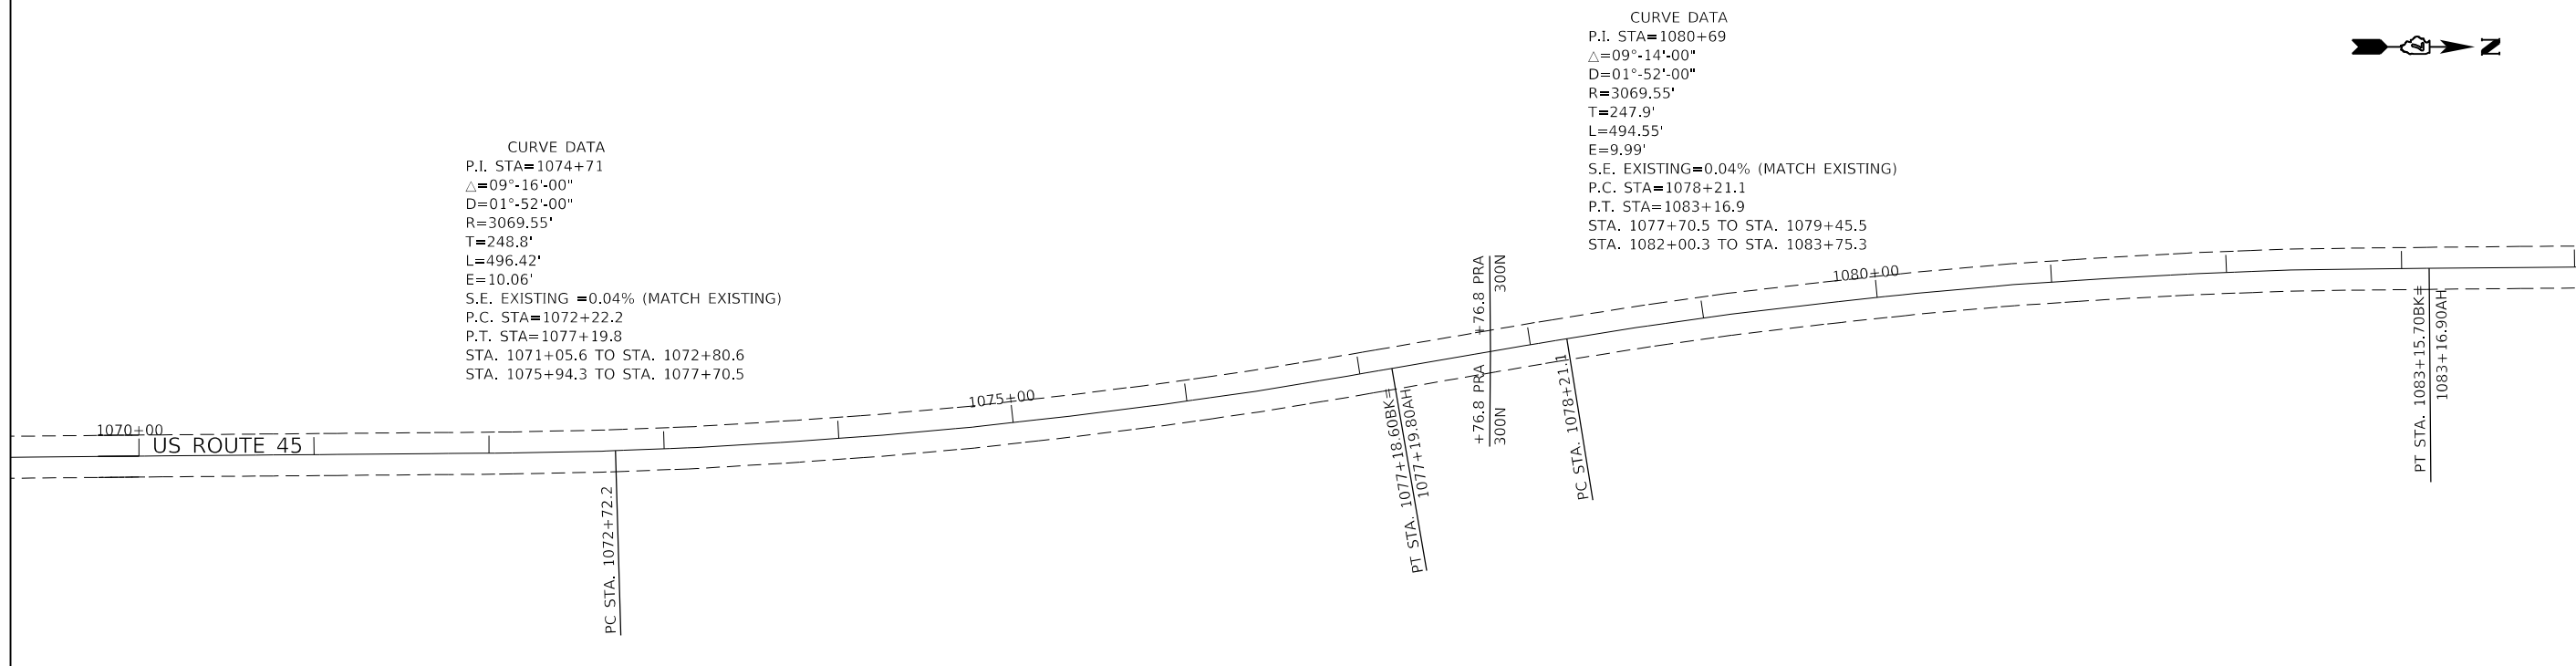 CURVE DATA
P.I. STA=1074+71
△=09°-16'-00"
D=01°-52'-00"
R=3069.55'
T=248.8'
L=496.42'
E=10.06'
S.E. EXISTING =0.04% (MATCH EXISTING)
P.C. STA=1072+22.2
P.T. STA=1077+19.8
STA. 1071+05.6 TO STA. 1072+80.6
STA. 1075+94.3 TO STA. 1077+70.5
CURVE DATA
P.I. STA=1080+69
△=09°-14'-00"
D=01°-52'-00"
R=3069.55'
T=247.9'
L=494.55'
E=9.99'
S.E. EXISTING=0.04% (MATCH EXISTING)
P.C. STA=1078+21.1
P.T. STA=1083+16.9
STA. 1077+70.5 TO STA. 1079+45.5
STA. 1082+00.3 TO STA. 1083+75.3
N
1070+00
US ROUTE 45
PC STA. 1072+72.2
1075+00
PT STA. 1077+18.60BK=
1077+19.80AH
+76.8 PRA
300N
+76.8 PRA
300N
PC STA. 1078+21.1
1080+00
PT STA. 1083+15.70BK=
1083+16.90AH